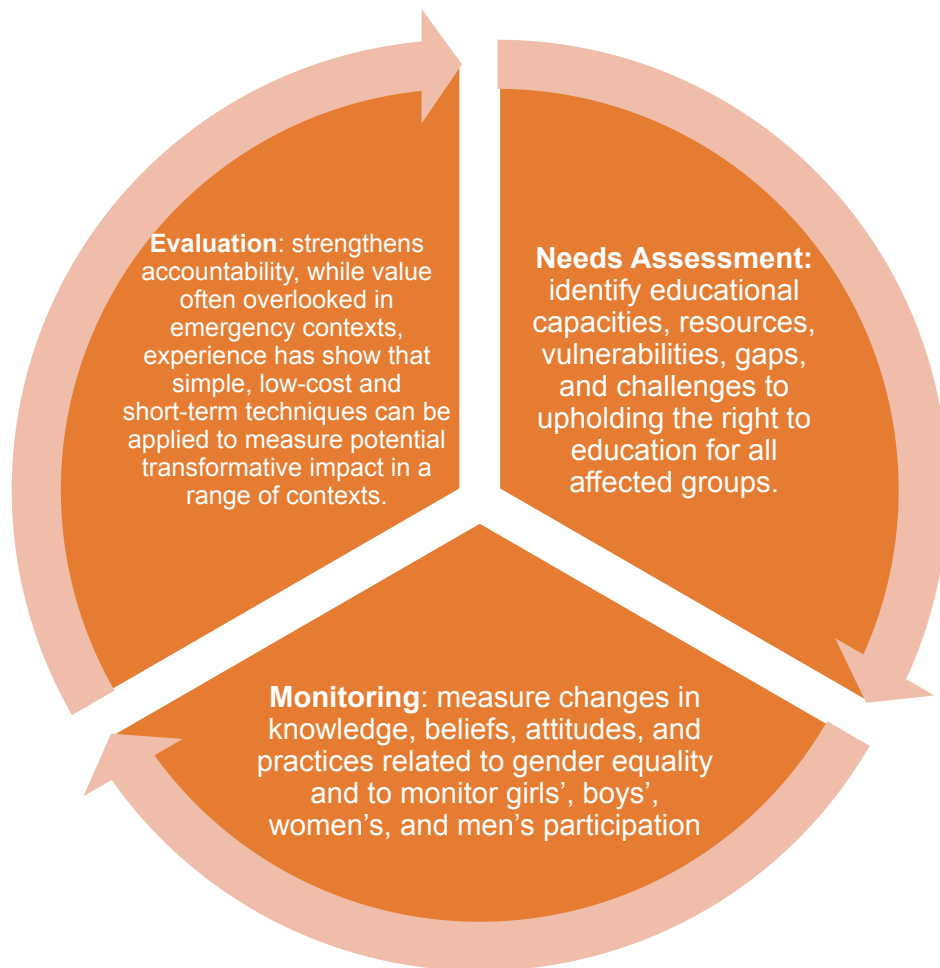 Evaluation: strengthens
accountability, while value
often overlooked in
emergency contexts,
experience has show that
simple, low-cost and
short-term techniques can be
applied to measure potential
transformative impact in a
range of contexts.
Needs Assessment:
identify educational
capacities, resources,
vulnerabilities, gaps,
and challenges to
upholding the right to
education for all
affected groups.
Monitoring: measure changes in
knowledge, beliefs, attitudes, and
practices related to gender equality
and to monitor girls’, boys’,
women’s, and men’s participation